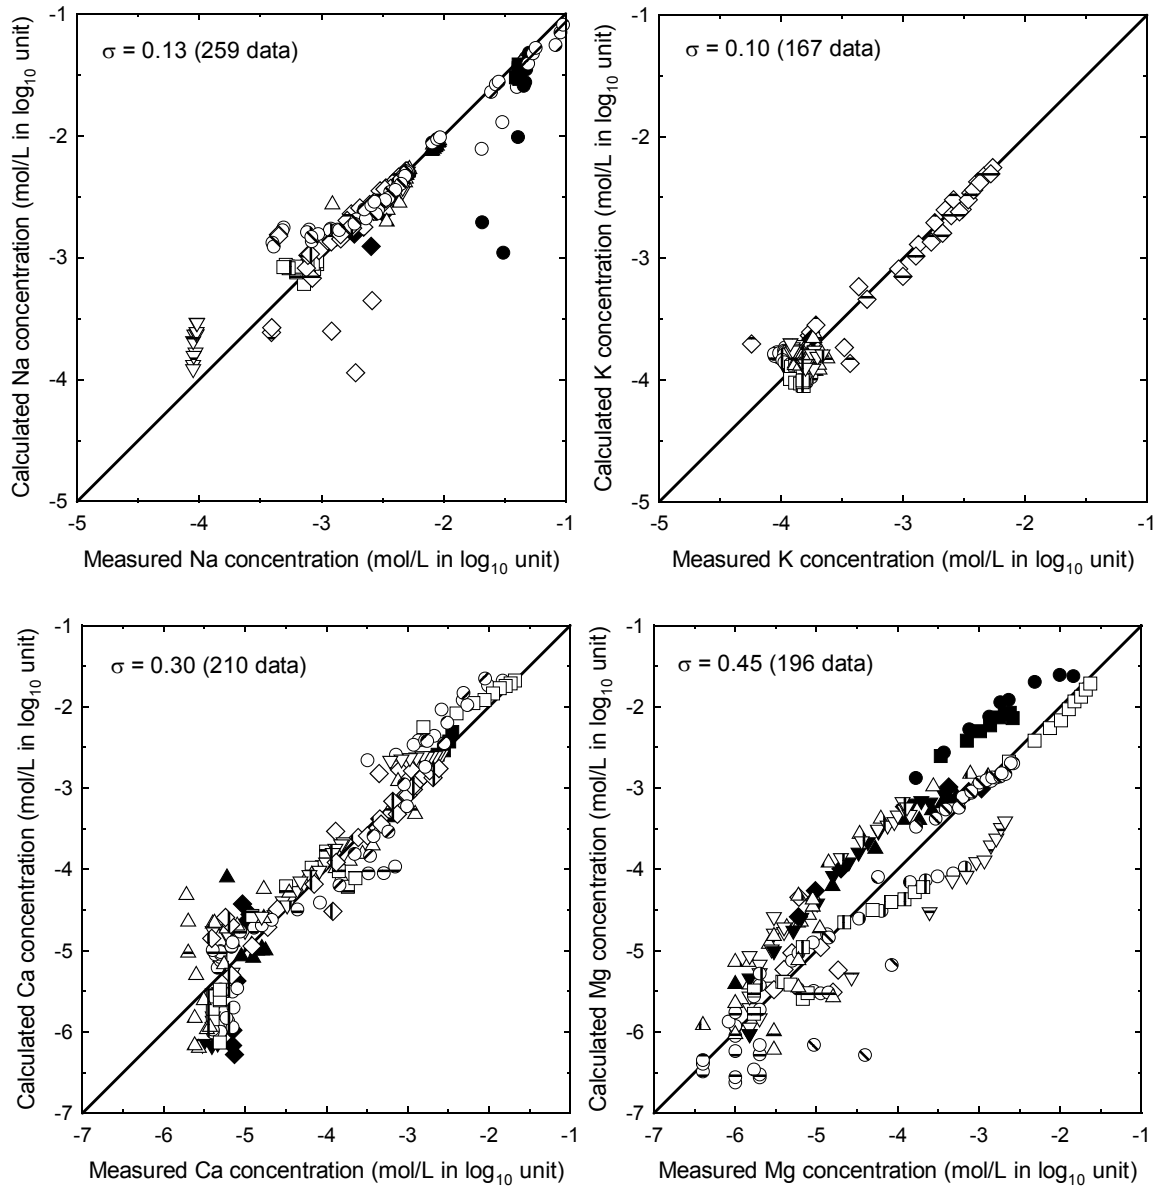 σ = 0.13 (259 data)
Calculated Na concentration (mol/L in log10 unit)
-1
-2
-3
-4
-5
-5 -4 -3 -2 -1
Measured Na concentration (mol/L in log10 unit)
σ = 0.10 (167 data)
Calculated K concentration (mol/L in log10 unit)
-1
-2
-3
-4
-5
-5 -4 -3 -2 -1
Measured K concentration (mol/L in log10 unit)
σ = 0.30 (210 data)
Calculated Ca concentration (mol/L in log10 unit)
-1
-2
-3
-4
-5
-6
-7
-7 -6 -5 -4 -3 -2 -1
Measured Ca concentration (mol/L in log10 unit)
σ = 0.45 (196 data)
Calculated Mg concentration (mol/L in log10 unit)
-1
-2
-3
-4
-5
-6
-7
-7 -6 -5 -4 -3 -2 -1
Measured Mg concentration (mol/L in log10 unit)